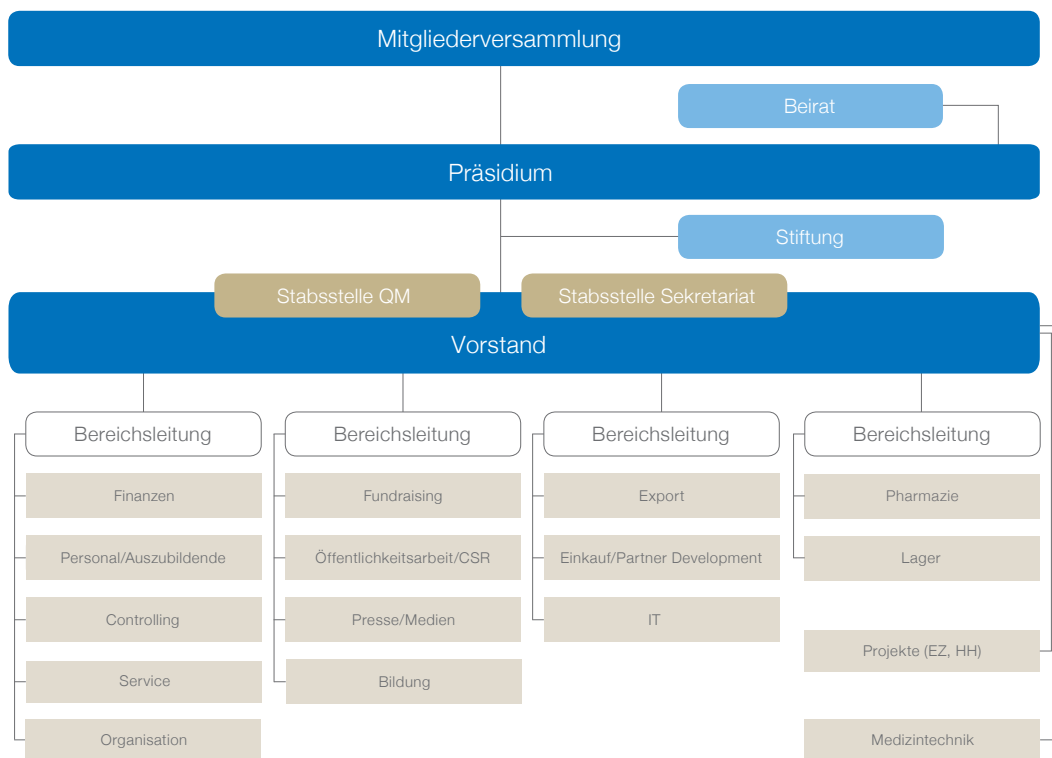 Mitgliederversammlung
Beirat
Präsidium
Stiftung
Stabsstelle QM
Stabsstelle Sekretariat
Vorstand
Bereichsleitung
Finanzen
Personal/Auszubildende
Controlling
Service
Organisation
Bereichsleitung
Fundraising
Öffentlichkeitsarbeit/CSR
Presse/Medien
Bildung
Bereichsleitung
Export
Einkauf/Partner Development
IT
Bereichsleitung
Pharmazie
Lager
Projekte (EZ, HH)
Medizintechnik